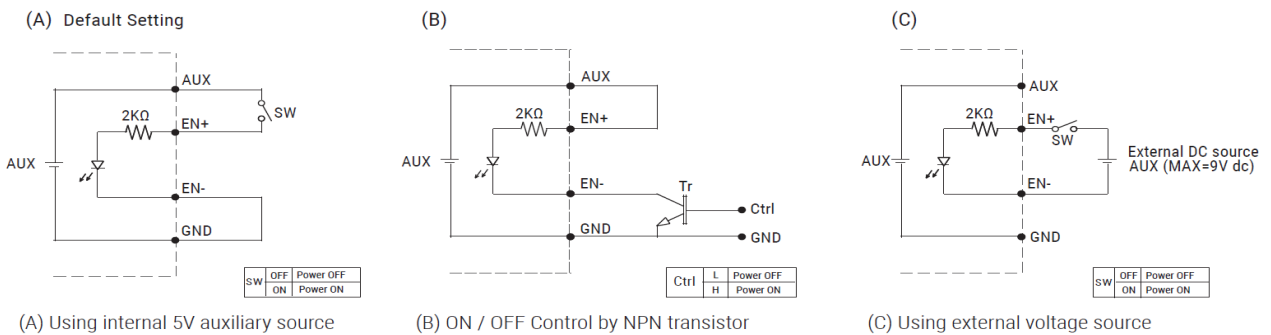 (A) Default Setting
AUX
SW
2KΩ
EN+
AUX
EN-
GND
SW OFF Power OFF
ON Power ON
(A) Using internal 5V auxiliary source
(B)
AUX
2KΩ
EN+
AUX
EN-
Tr
Ctrl
GND
GND
Ctrl L Power OFF
H Power ON
(B) ON / OFF Control by NPN transistor
(C)
AUX
2KΩ
EN+
SW
AUX
External DC source
AUX (MAX=9V dc)
EN-
GND
SW OFF Power OFF
ON Power ON
(C) Using external voltage source